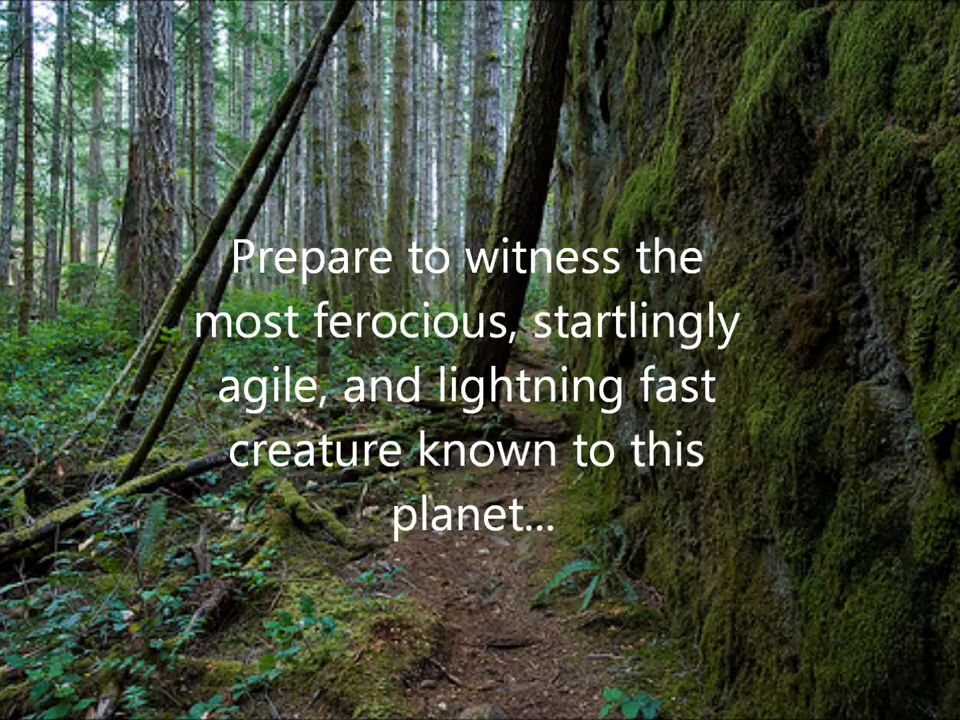 Prepare to witness the
most ferocious, startlingly
agile, and lightning fast
creature known to this
planet...